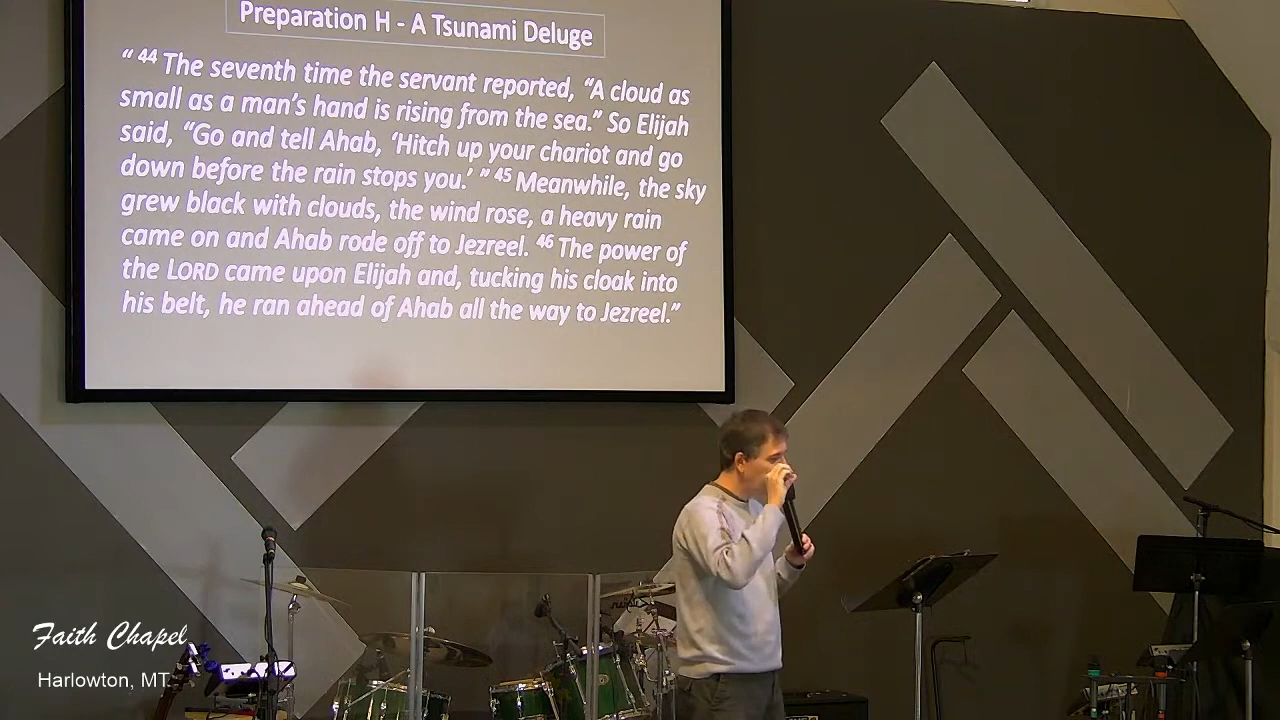 Preparation H - A Tsunami Deluge
“ 44 The seventh time the servant reported, “A cloud as
small as a man’s hand is rising from the sea.” So Elijah
said, “Go and tell Ahab, ‘Hitch up your chariot and go
down before the rain stops you.’ ” 45 Meanwhile, the sky
grew black with clouds, the wind rose, a heavy rain
came on and Ahab rode off to Jezreel. 46 The power of
the LORD came upon Elijah and, tucking his cloak into
his belt, he ran ahead of Ahab all the way to Jezreel.”
Faith Chapel
Harlowton, MT.